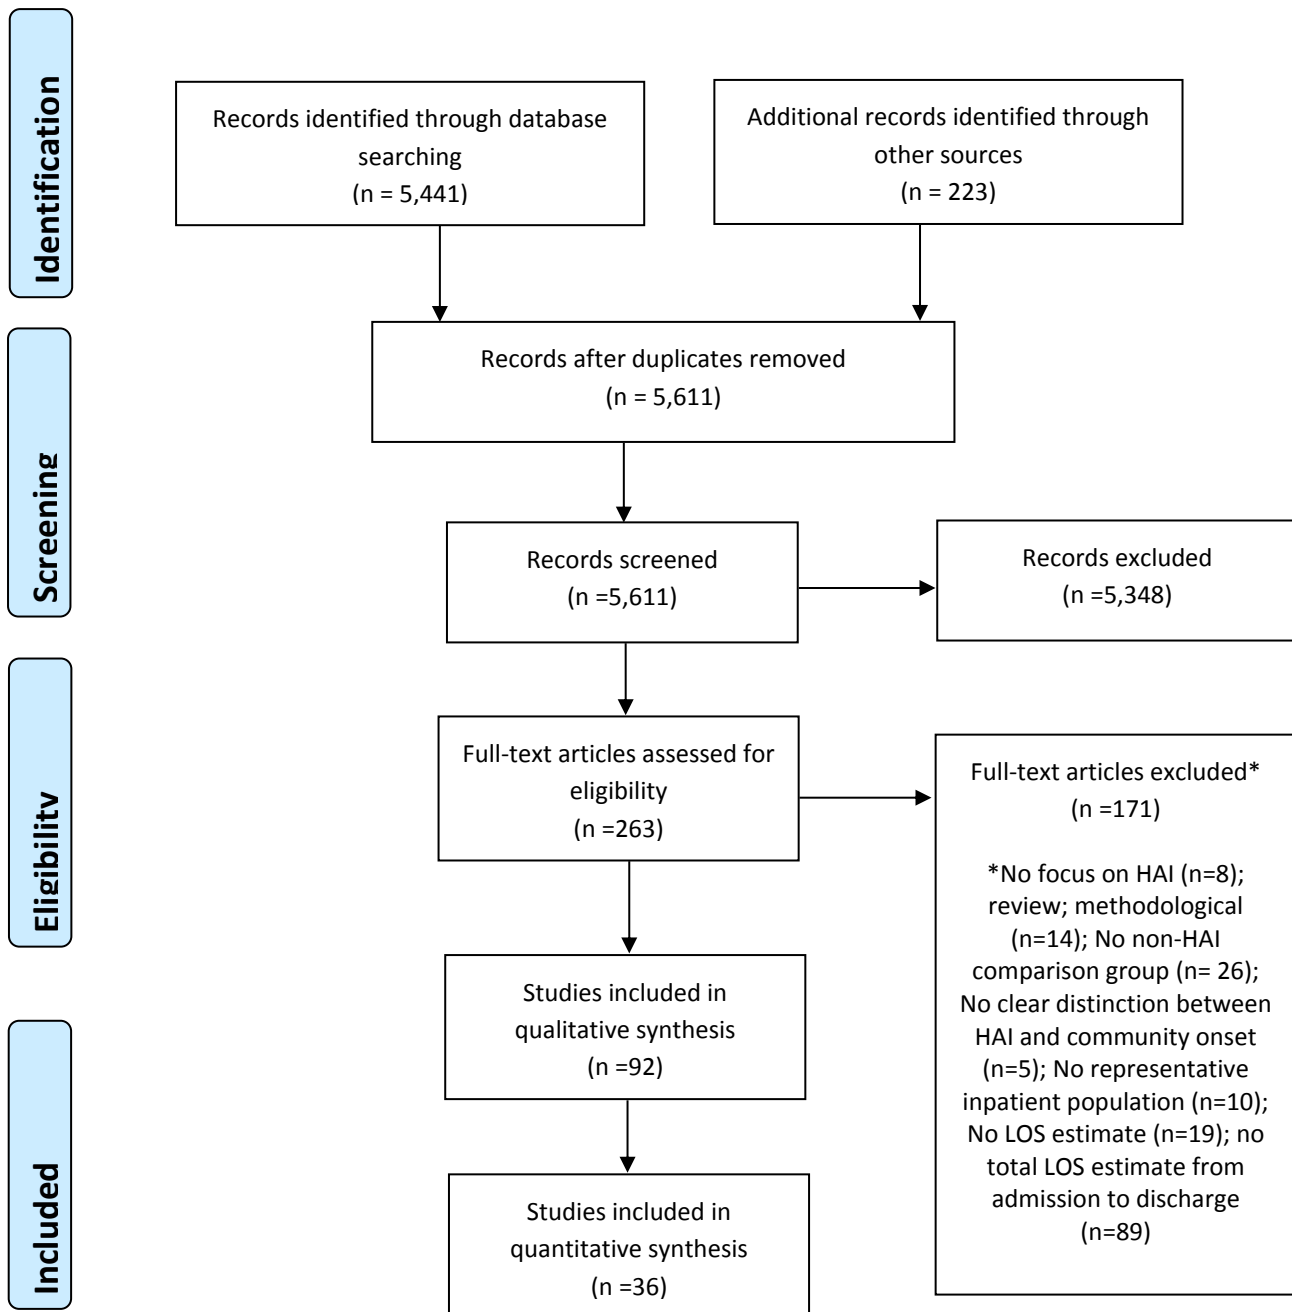 Identification
Records identified through database
searching
(n = 5,441)
Additional records identified through
other sources
(n = 223)
Records after duplicates removed
(n = 5,611)
Screening
Records screened
(n =5,611)
Records excluded
(n =5,348)
Eligibility
Full-text articles assessed for
eligibility
(n =263)
Full-text articles excluded*
(n =171)
*No focus on HAI (n=8);
review; methodological
(n=14); No non-HAI
comparison group (n= 26);
No clear distinction between
HAI and community onset
(n=5); No representative
inpatient population (n=10);
No LOS estimate (n=19); no
total LOS estimate from
admission to discharge
(n=89)
Studies included in
qualitative synthesis
(n =92)
Included
Studies included in
quantitative synthesis
(n =36)